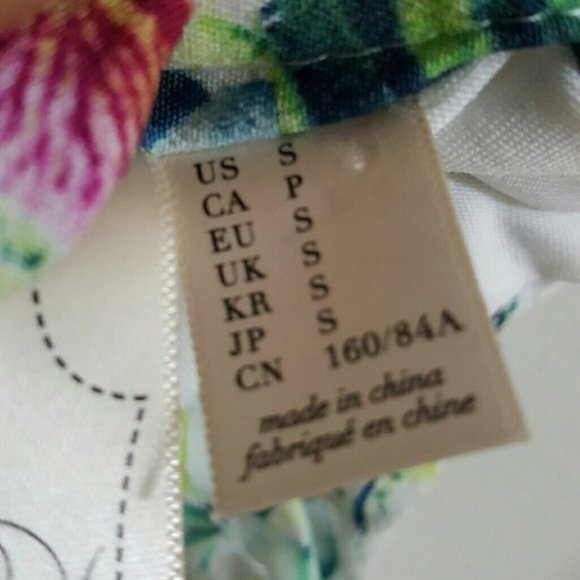 US S
CA P
EU S
UK S
KR S
JP S
CN 160/84A
made in china
fabriqué en chine